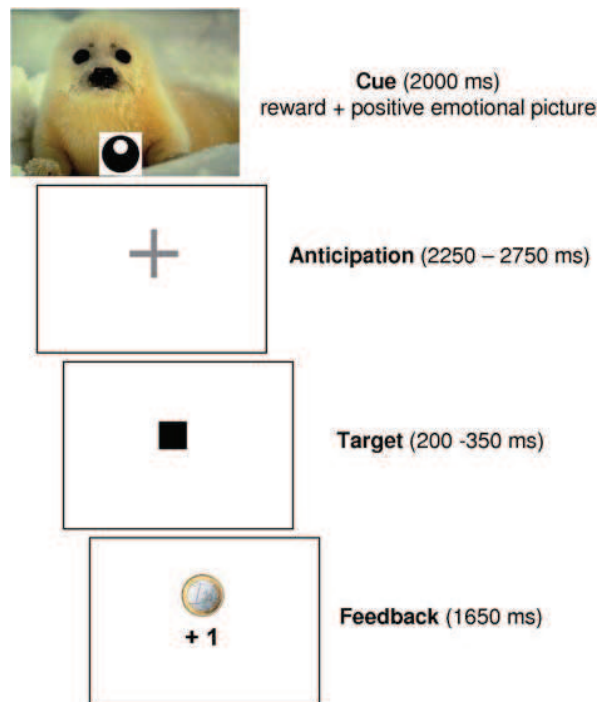 Cue (2000 ms)
reward + positive emotional picture
Anticipation (2250 – 2750 ms)
Target (200 -350 ms)
+ 1
Feedback (1650 ms)